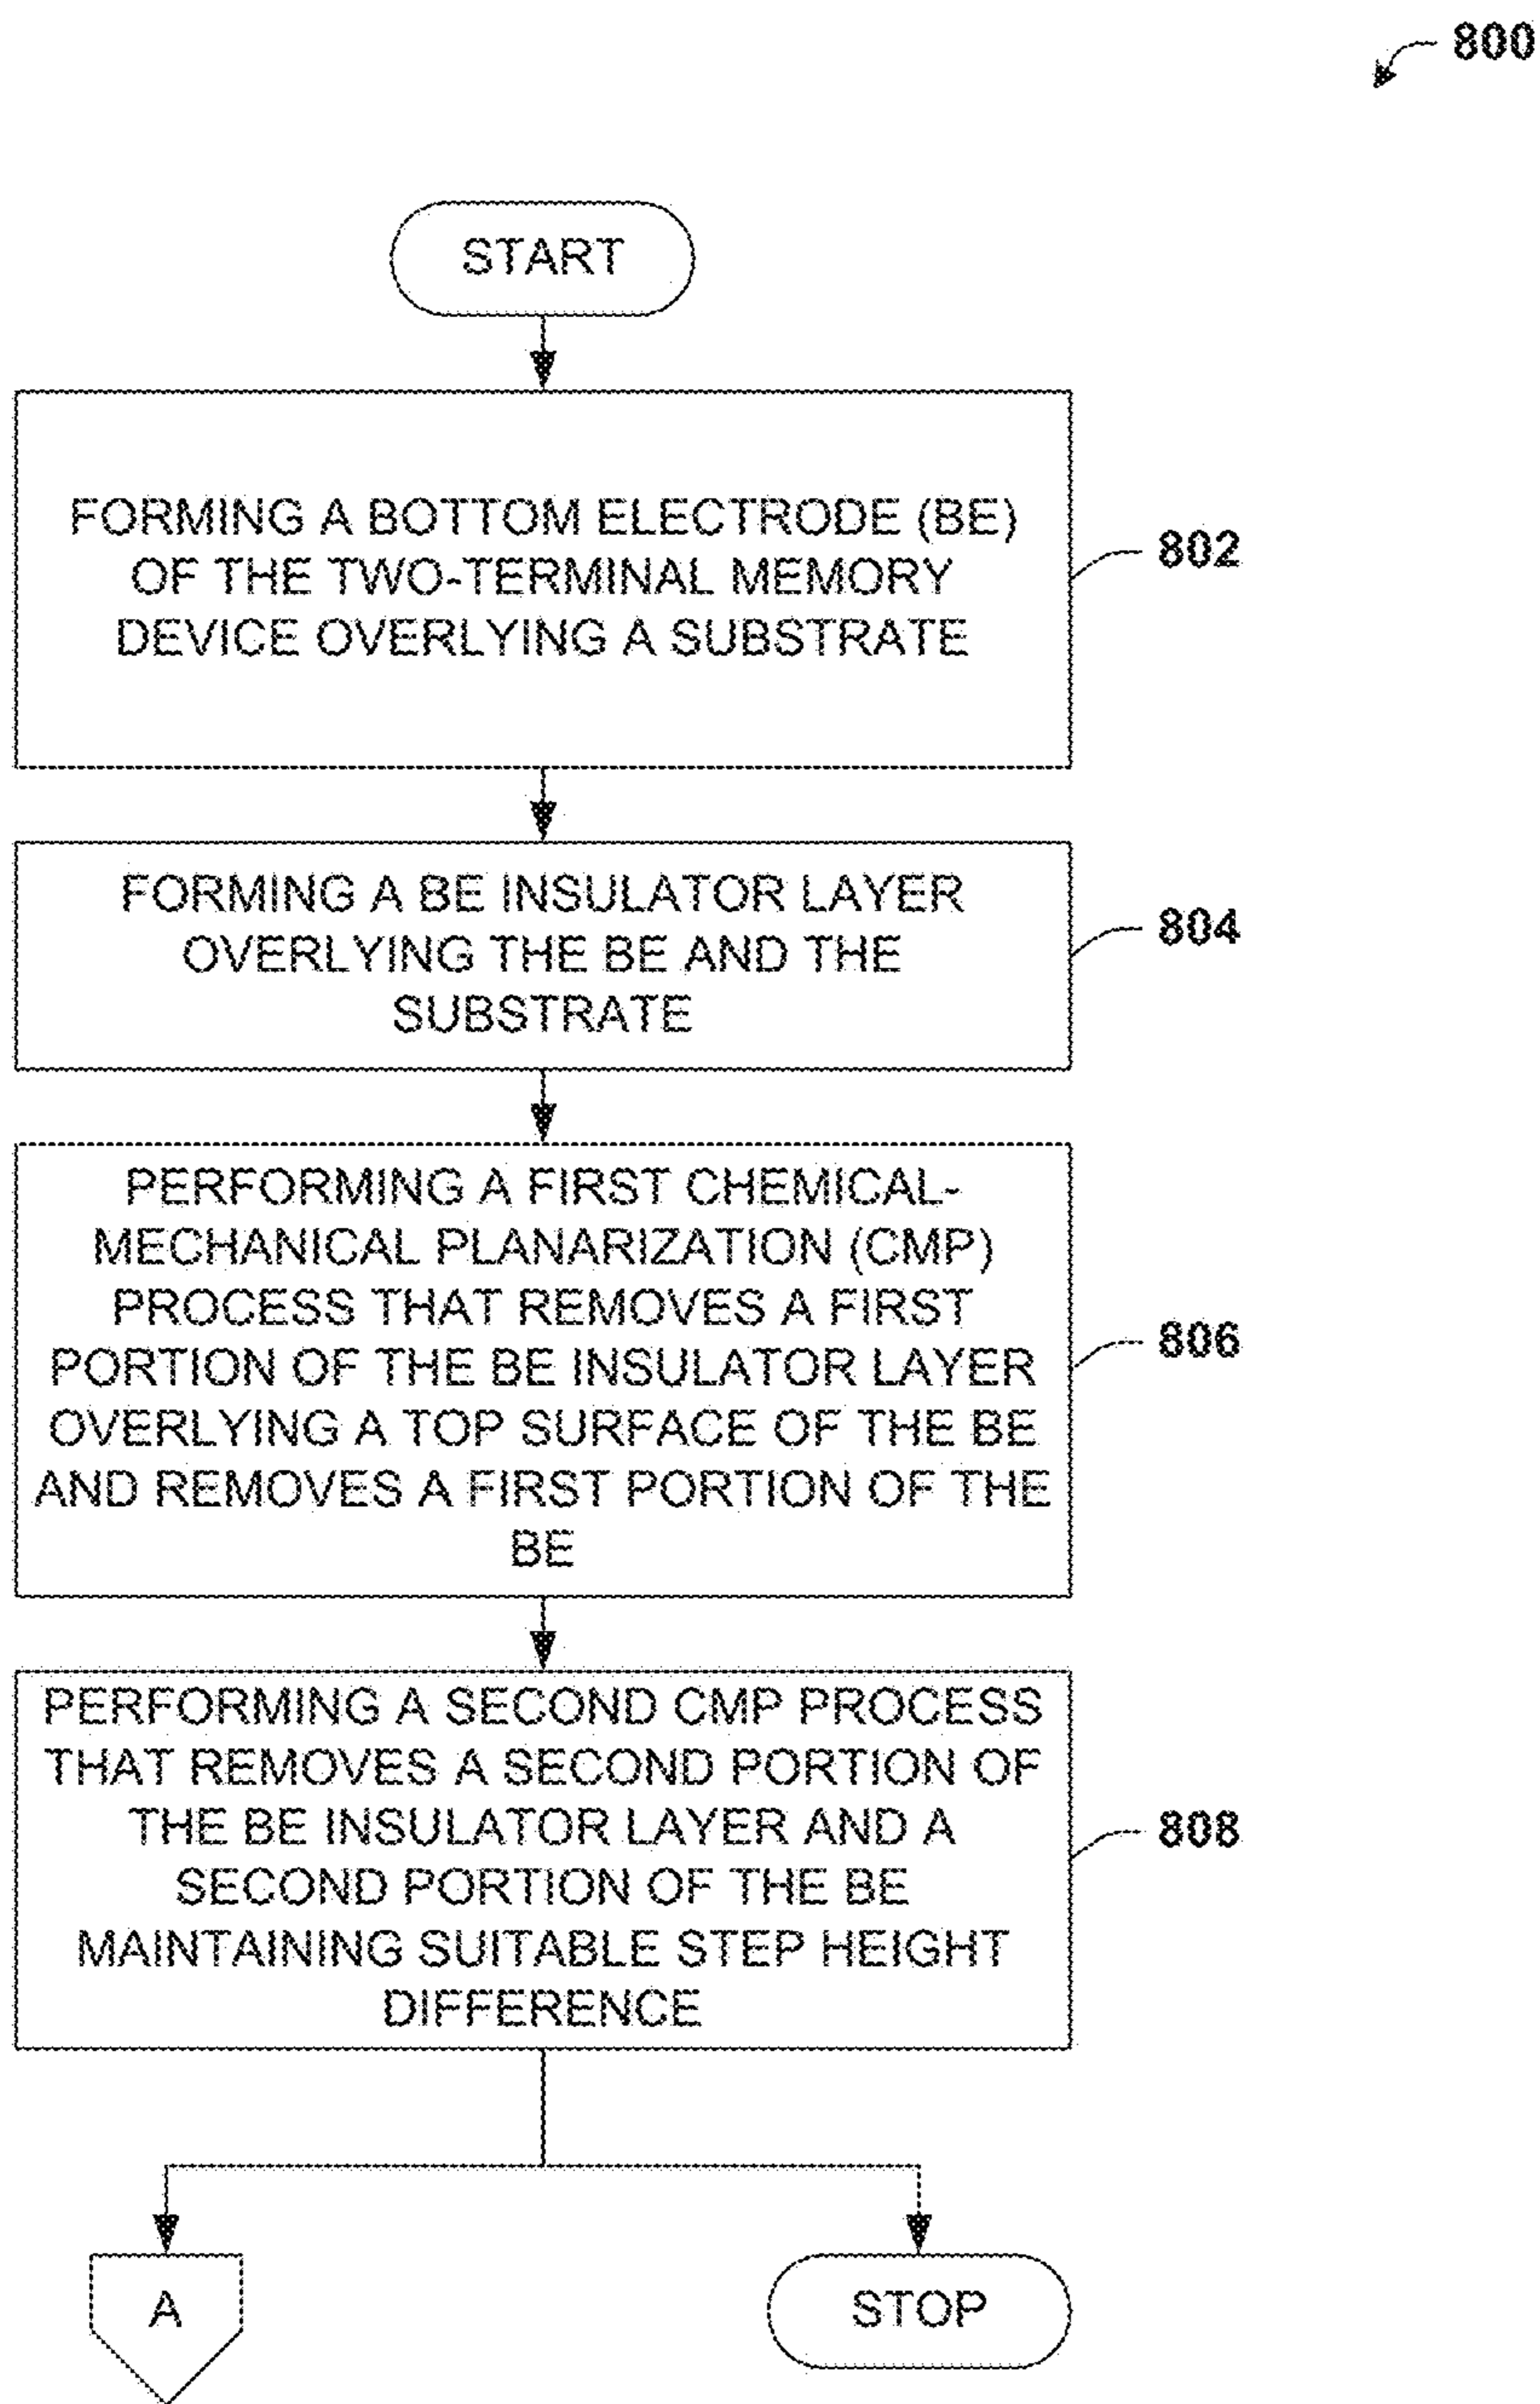 800
START
FORMING A BOTTOM ELECTRODE (BE)
OF THE TWO-TERMINAL MEMORY
DEVICE OVERLYING A SUBSTRATE
802
FORMING A BE INSULATOR LAYER
OVERLYING THE BE AND THE
SUBSTRATE
804
PERFORMING A FIRST CHEMICAL-
MECHANICAL PLANARIZATION (CMP)
PROCESS THAT REMOVES A FIRST
PORTION OF THE BE INSULATOR LAYER
OVERLYING A TOP SURFACE OF THE BE
AND REMOVES A FIRST PORTION OF THE
BE
806
PERFORMING A SECOND CMP PROCESS
THAT REMOVES A SECOND PORTION OF
THE BE INSULATOR LAYER AND A
SECOND PORTION OF THE BE
MAINTAINING SUITABLE STEP HEIGHT
DIFFERENCE
808
A
STOP